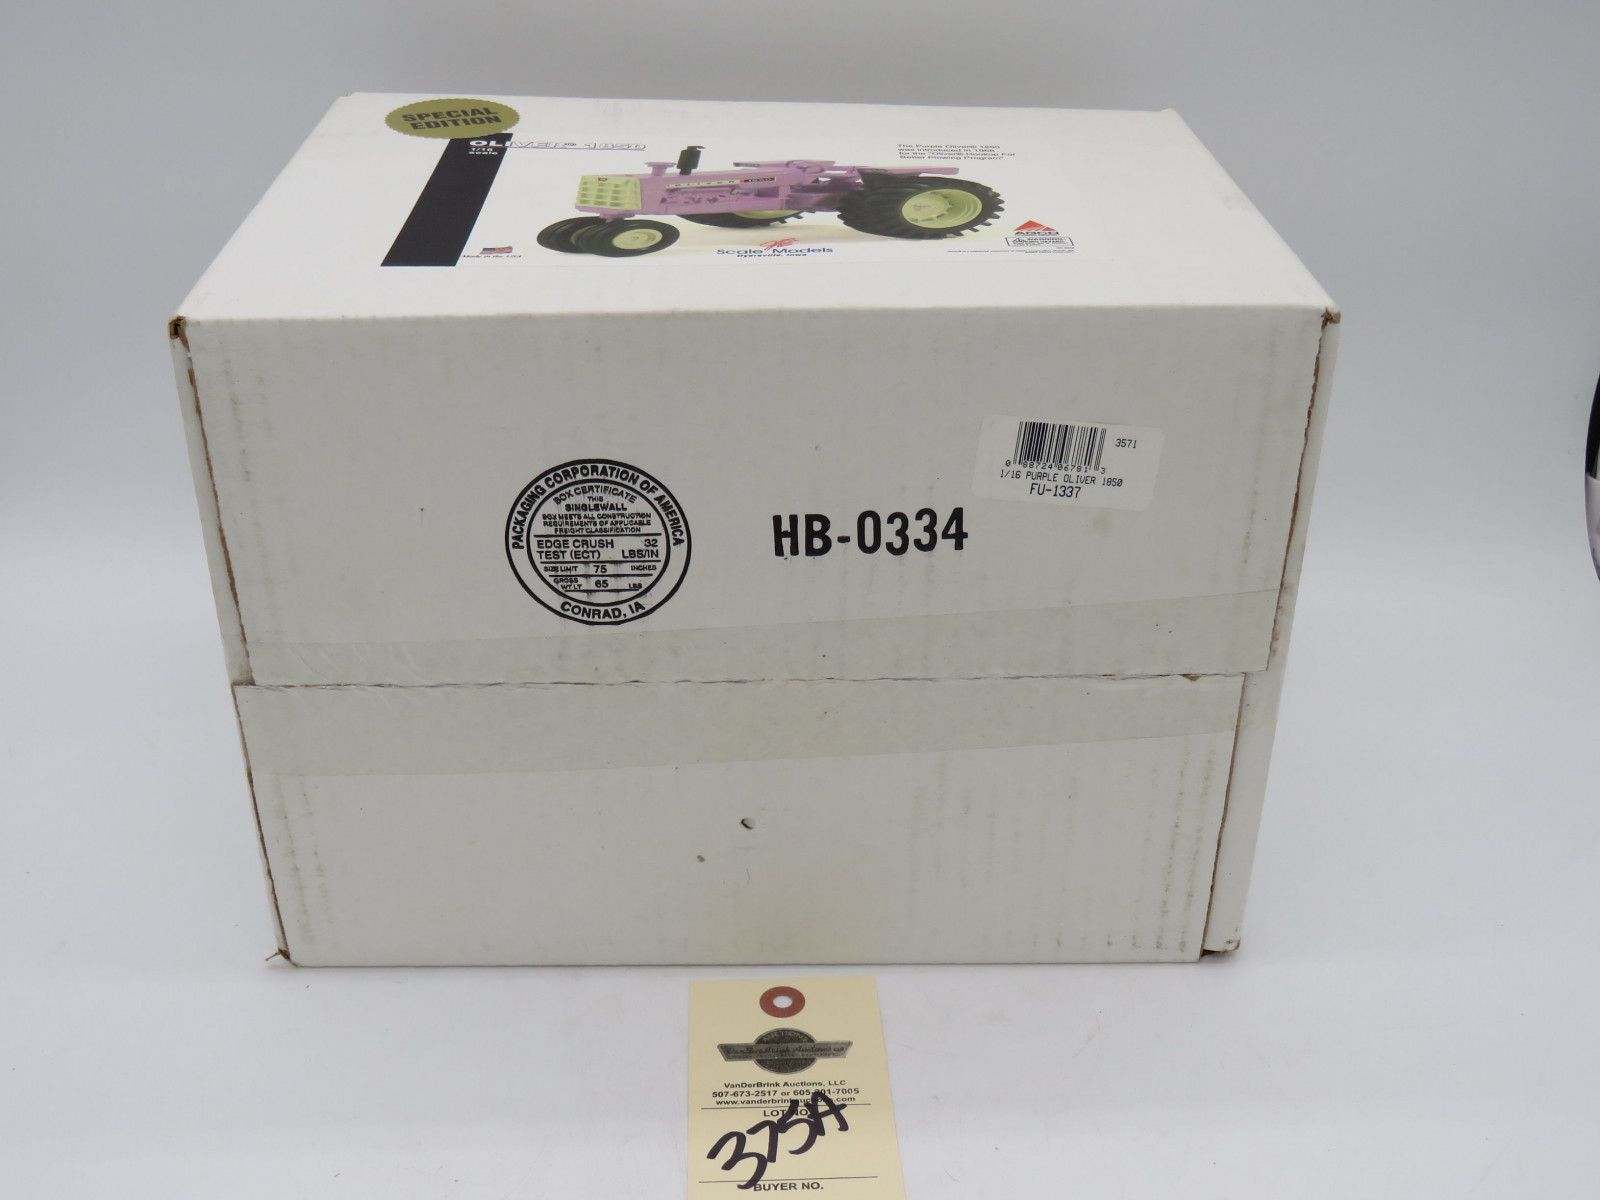 SPECIAL
EDITION
OLIVER® 1850
1/16
scale
The Purple Oliver® 1850
was introduced in 1968
for the "Oliver® Hookup For
Better Plowing Program"
OLIVER 1850
Made in the USA
Scale Models
Dyersville, Iowa
AGCO
WARNING:
3571
0 88724 06781 3
1/16 PURPLE OLIVER 1850
FU-1337
PACKAGING CORPORATION OF AMERICA
BOX CERTIFICATE
THIS
SINGLEWALL
BOX MEETS ALL CONSTRUCTION
REQUIREMENTS OF APPLICABLE
FREIGHT CLASSIFICATION
EDGE CRUSH 32
TEST (ECT) LBS/IN
SIZE LIMIT 75 INCHES
GROSS
WT LT 65 LBS
CONRAD, IA
HB-0334
VanDerBrink Auctions, LLC
507-673-2517 or 605-201-7005
www.vanderbrinkauctions.com
LOT NO.
375A
BUYER NO.